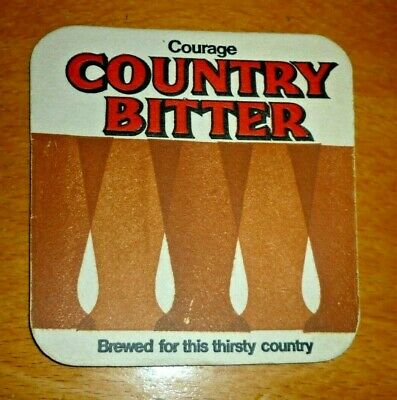 Courage
COUNTRY
BITTER
Brewed for this thirsty country